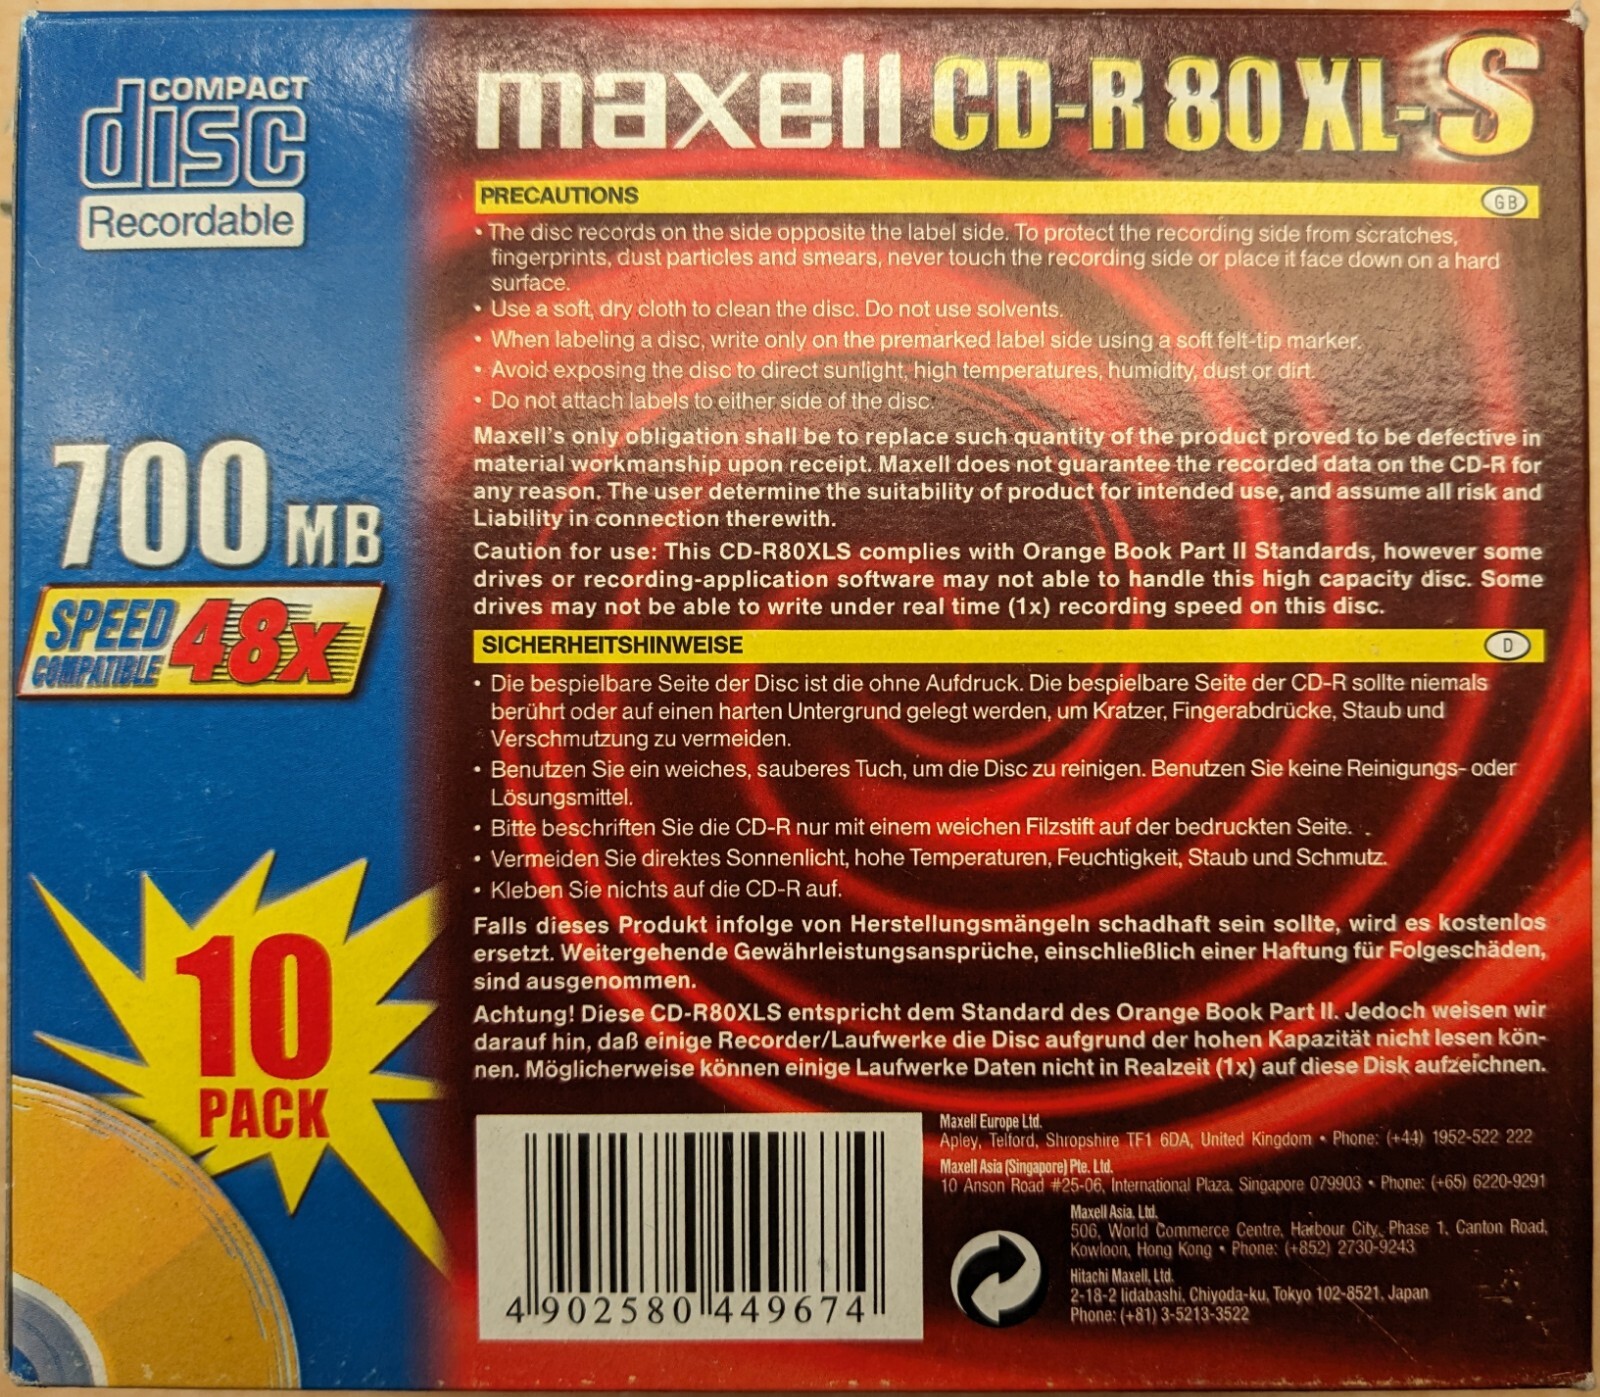 COMPACT
disc
Recordable
700 MB
SPEED
COMPATIBLE
48x
10
PACK
maxell CD-R 80 XL-S
PRECAUTIONS GB
• The disc records on the side opposite the label side. To protect the recording side from scratches,
fingerprints, dust particles and smears, never touch the recording side or place it face down on a hard
surface.
• Use a soft, dry cloth to clean the disc. Do not use solvents.
• When labeling a disc, write only on the premarked label side using a soft felt-tip marker.
• Avoid exposing the disc to direct sunlight, high temperatures, humidity, dust or dirt.
• Do not attach labels to either side of the disc.
Maxell's only obligation shall be to replace such quantity of the product proved to be defective in
material workmanship upon receipt. Maxell does not guarantee the recorded data on the CD-R for
any reason. The user determine the suitability of product for intended use, and assume all risk and
Liability in connection therewith.
Caution for use: This CD-R80XLS complies with Orange Book Part II Standards, however some
drives or recording-application software may not able to handle this high capacity disc. Some
drives may not be able to write under real time (1x) recording speed on this disc.
SICHERHEITSHINWEISE D
• Die bespielbare Seite der Disc ist die ohne Aufdruck. Die bespielbare Seite der CD-R sollte niemals
berührt oder auf einen harten Untergrund gelegt werden, um Kratzer, Fingerabdrücke, Staub und
Verschmutzung zu vermeiden.
• Benutzen Sie ein weiches, sauberes Tuch, um die Disc zu reinigen. Benutzen Sie keine Reinigungs- oder
Lösungsmittel.
• Bitte beschriften Sie die CD-R nur mit einem weichen Filzstift auf der bedruckten Seite.
• Vermeiden Sie direktes Sonnenlicht, hohe Temperaturen, Feuchtigkeit, Staub und Schmutz.
• Kleben Sie nichts auf die CD-R auf.
Falls dieses Produkt infolge von Herstellungsmängeln schadhaft sein sollte, wird es kostenlos
ersetzt. Weitergehende Gewährleistungsansprüche, einschließlich einer Haftung für Folgeschäden,
sind ausgenommen.
Achtung! Diese CD-R80XLS entspricht dem Standard des Orange Book Part II. Jedoch weisen wir
darauf hin, daß einige Recorder/Laufwerke die Disc aufgrund der hohen Kapazität nicht lesen kön-
nen. Möglicherweise können einige Laufwerke Daten nicht in Realzeit (1x) auf diese Disk aufzeichnen.
4 902580 449674
Maxell Europe Ltd.
Apley, Telford, Shropshire TF1 6DA, United Kingdom • Phone: (+44) 1952-522 222
Maxell Asia (Singapore) Pte. Ltd.
10 Anson Road #25-06, International Plaza, Singapore 079903 • Phone: (+65) 6220-9291
Maxell Asia, Ltd.
506, World Commerce Centre, Harbour City, Phase 1, Canton Road,
Kowloon, Hong Kong • Phone: (+852) 2730-9243
Hitachi Maxell, Ltd.
2-18-2 Iidabashi, Chiyoda-ku, Tokyo 102-8521, Japan
Phone: (+81) 3-5213-3522